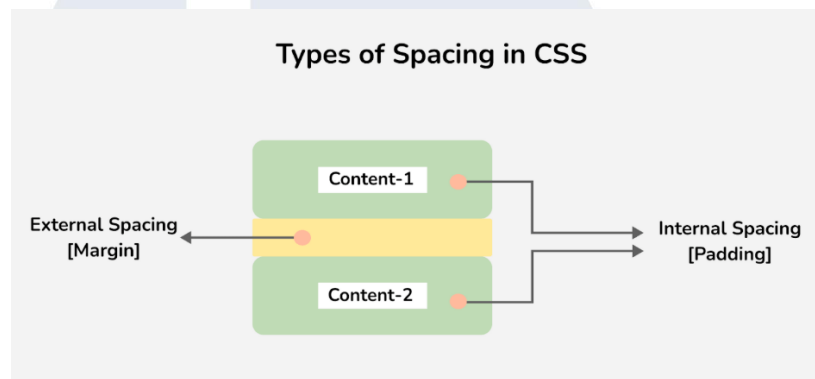 Types of Spacing in CSS
Content-1
External Spacing
[Margin]
Internal Spacing
[Padding]
Content-2